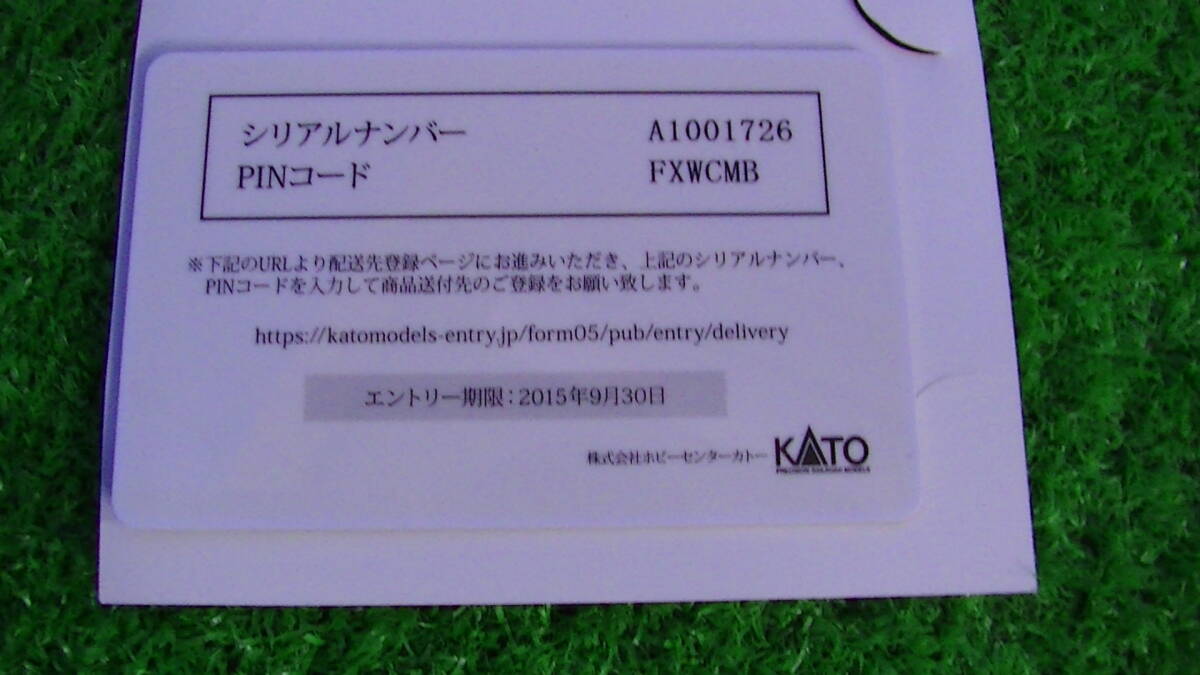 シリアルナンバー A1001726
PINコード FXWCMB
※下記のURLより配送先登録ページにお進みいただき、上記のシリアルナンバー、
PINコードを入力して商品送付先のご登録をお願い致します。
https://katomodels-entry.jp/form05/pub/entry/delivery
エントリー期限：2015年9月30日
株式会社ホビーセンターカトー KATO
PRECISION RAILROAD MODELS